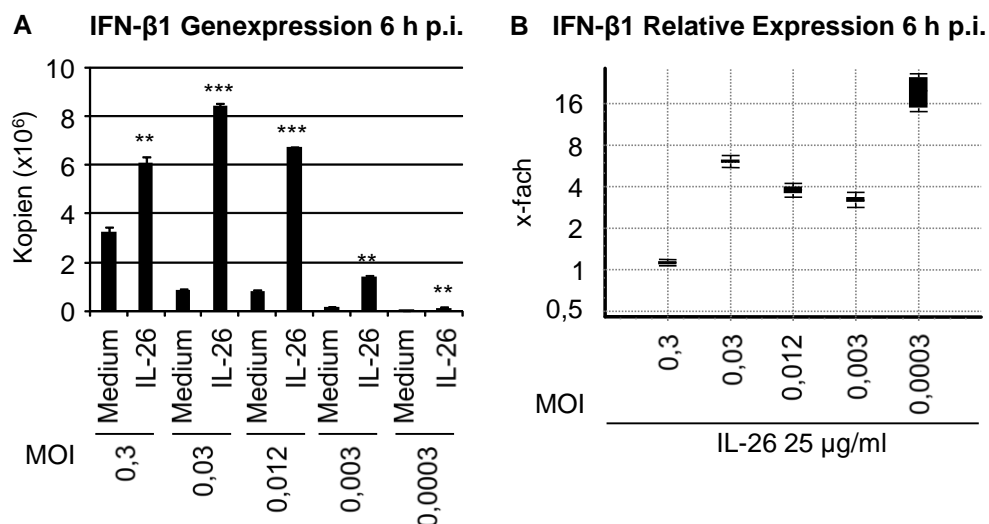 A IFN-β1 Genexpression 6 h p.i.
Kopien (x10⁶)
10
8
6
4
2
0
**
***
***
**
**
Medium
IL-26
Medium
IL-26
Medium
IL-26
Medium
IL-26
Medium
IL-26
MOI
0,3
0,03
0,012
0,003
0,0003
B IFN-β1 Relative Expression 6 h p.i.
x-fach
16
8
4
2
1
0,5
MOI
0,3
0,03
0,012
0,003
0,0003
IL-26 25 µg/ml